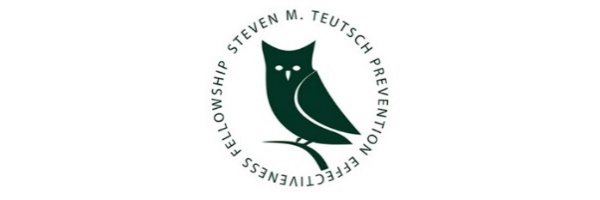 STEVEN M. TEUTSCH PREVENTION EFFECTIVENESS FELLOWSHIP